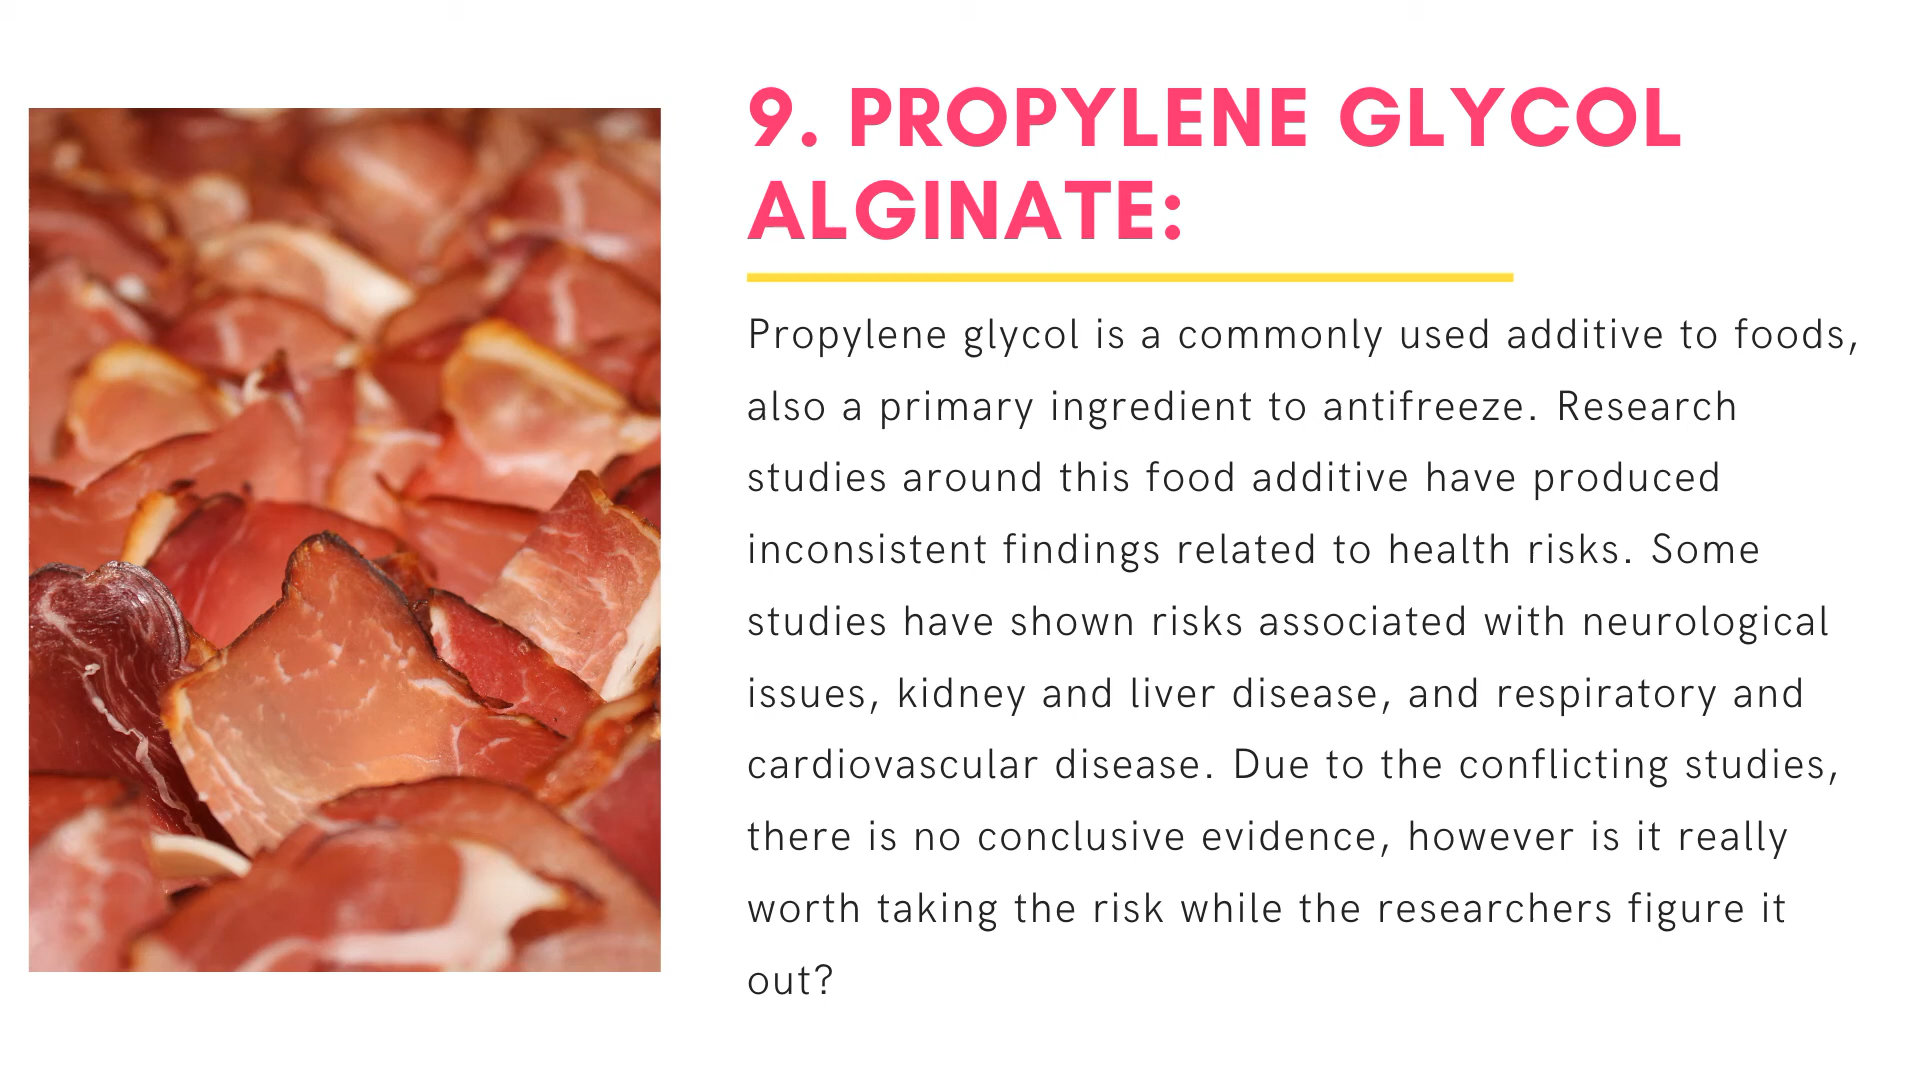 9. PROPYLENE GLYCOL
ALGINATE:
Propylene glycol is a commonly used additive to foods,
also a primary ingredient to antifreeze. Research
studies around this food additive have produced
inconsistent findings related to health risks. Some
studies have shown risks associated with neurological
issues, kidney and liver disease, and respiratory and
cardiovascular disease. Due to the conflicting studies,
there is no conclusive evidence, however is it really
worth taking the risk while the researchers figure it
out?